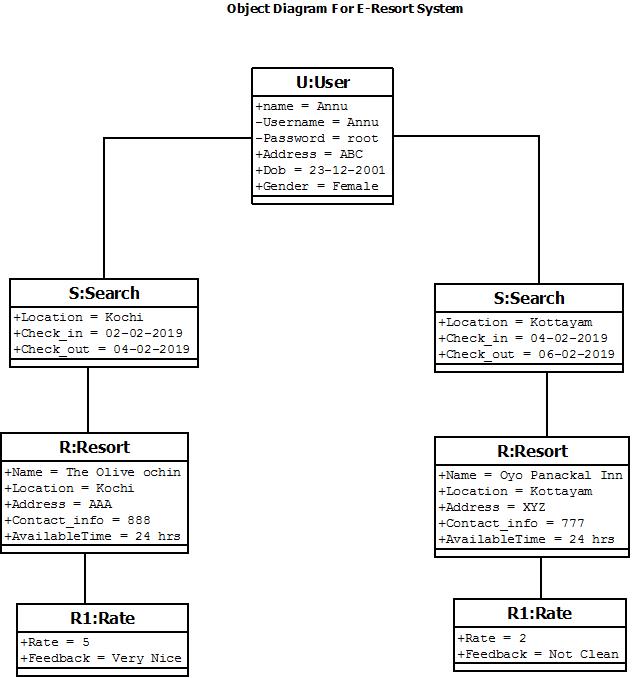 Object Diagram For E-Resort System
U:User
+name = Annu
-Username = Annu
-Password = root
+Address = ABC
+Dob = 23-12-2001
+Gender = Female
S:Search
+Location = Kochi
+Check_in = 02-02-2019
+Check_out = 04-02-2019
S:Search
+Location = Kottayam
+Check_in = 04-02-2019
+Check_out = 06-02-2019
R:Resort
+Name = The Olive ochin
+Location = Kochi
+Address = AAA
+Contact_info = 888
+AvailableTime = 24 hrs
R:Resort
+Name = Oyo Panackal Inn
+Location = Kottayam
+Address = XYZ
+Contact_info = 777
+AvailableTime = 24 hrs
R1:Rate
+Rate = 5
+Feedback = Very Nice
R1:Rate
+Rate = 2
+Feedback = Not Clean